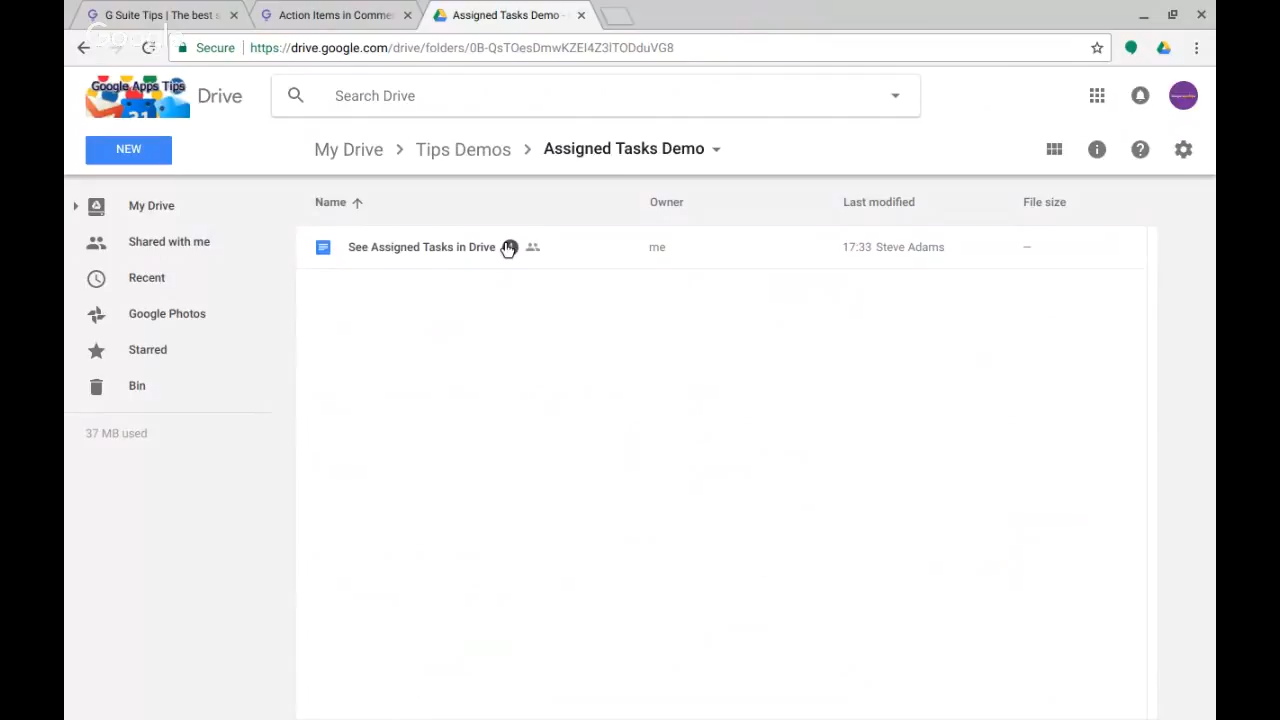 G Suite Tips | The best
Action Items in Comme
Assigned Tasks Demo -
Google
Secure
https://drive.google.com/drive/folders/0B-QsTOesDmwKZEI4Z3lTODduVG8
Google Apps Tips
31
Drive
Search Drive
NEW
My Drive > Tips Demos > Assigned Tasks Demo
My Drive
Shared with me
Recent
Google Photos
Starred
Bin
37 MB used
Name Owner Last modified File size
See Assigned Tasks in Drive me 17:33 Steve Adams –